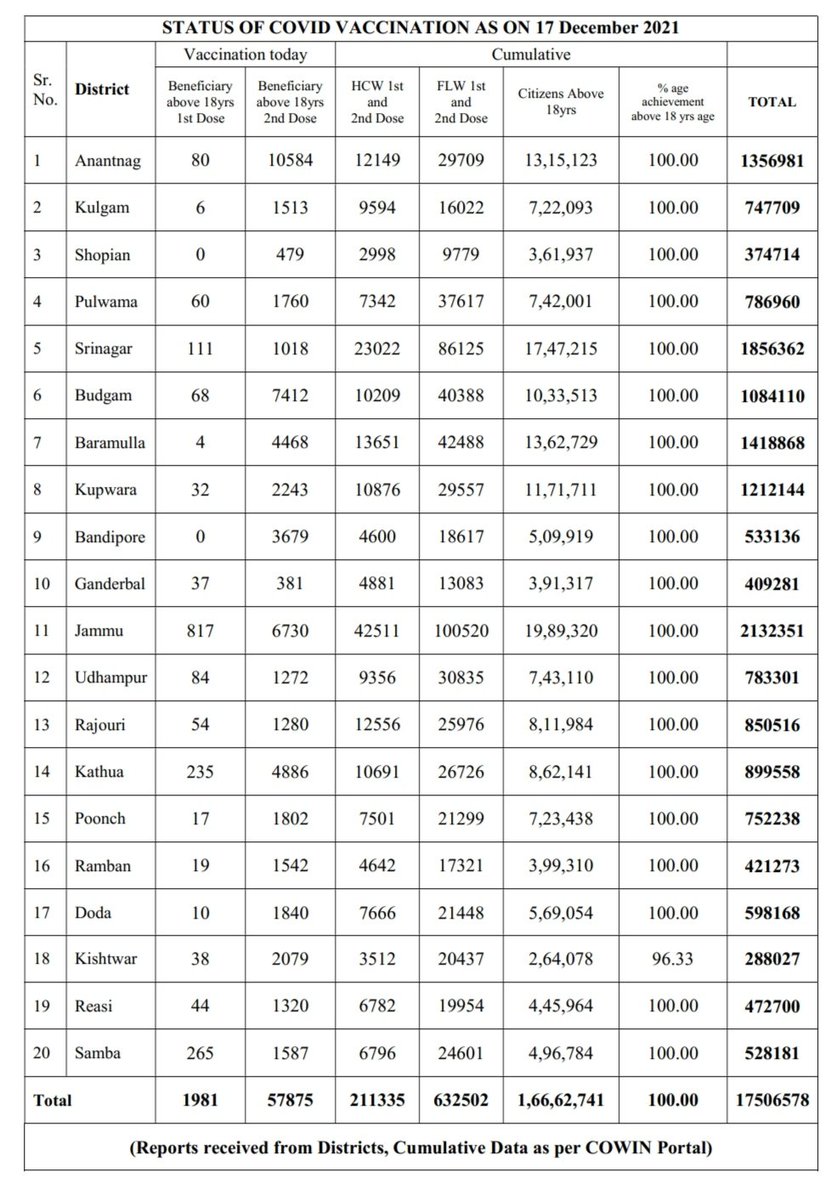 STATUS OF COVID VACCINATION AS ON 17 December 2021
Vaccination today Cumulative
Sr. No. District Beneficiary above 18yrs 1st Dose Beneficiary above 18yrs 2nd Dose HCW 1st and 2nd Dose FLW 1st and 2nd Dose Citizens Above 18yrs % age achievement above 18 yrs age TOTAL
1 Anantnag 80 10584 12149 29709 13,15,123 100.00 1356981
2 Kulgam 6 1513 9594 16022 7,22,093 100.00 747709
3 Shopian 0 479 2998 9779 3,61,937 100.00 374714
4 Pulwama 60 1760 7342 37617 7,42,001 100.00 786960
5 Srinagar 111 1018 23022 86125 17,47,215 100.00 1856362
6 Budgam 68 7412 10209 40388 10,33,513 100.00 1084110
7 Baramulla 4 4468 13651 42488 13,62,729 100.00 1418868
8 Kupwara 32 2243 10876 29557 11,71,711 100.00 1212144
9 Bandipore 0 3679 4600 18617 5,09,919 100.00 533136
10 Ganderbal 37 381 4881 13083 3,91,317 100.00 409281
11 Jammu 817 6730 42511 100520 19,89,320 100.00 2132351
12 Udhampur 84 1272 9356 30835 7,43,110 100.00 783301
13 Rajouri 54 1280 12556 25976 8,11,984 100.00 850516
14 Kathua 235 4886 10691 26726 8,62,141 100.00 899558
15 Poonch 17 1802 7501 21299 7,23,438 100.00 752238
16 Ramban 19 1542 4642 17321 3,99,310 100.00 421273
17 Doda 10 1840 7666 21448 5,69,054 100.00 598168
18 Kishtwar 38 2079 3512 20437 2,64,078 96.33 288027
19 Reasi 44 1320 6782 19954 4,45,964 100.00 472700
20 Samba 265 1587 6796 24601 4,96,784 100.00 528181
Total 1981 57875 211335 632502 1,66,62,741 100.00 17506578
(Reports received from Districts, Cumulative Data as per COWIN Portal)